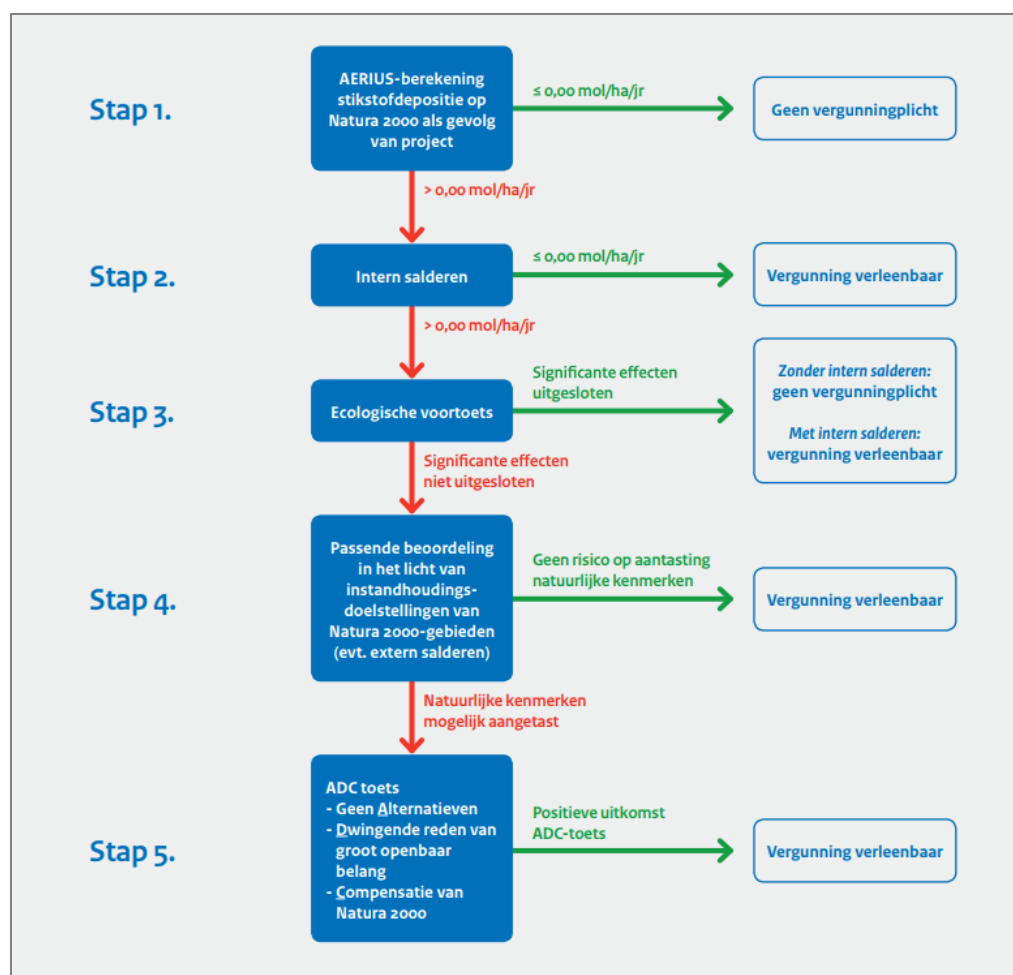 Stap 1.
AERIUS-berekening
stikstofdepositie op
Natura 2000 als gevolg
van project
≤ 0,00 mol/ha/jr
Geen vergunningplicht
> 0,00 mol/ha/jr
Stap 2.
Intern salderen
≤ 0,00 mol/ha/jr
Vergunning verleenbaar
> 0,00 mol/ha/jr
Stap 3.
Ecologische voortoets
Significante effecten
uitgesloten
Zonder intern salderen:
geen vergunningplicht
Met intern salderen:
vergunning verleenbaar
Significante effecten
niet uitgesloten
Stap 4.
Passende beoordeling
in het licht van
instandhoudings-
doelstellingen van
Natura 2000-gebieden
(evt. extern salderen)
Geen risico op aantasting
natuurlijke kenmerken
Vergunning verleenbaar
Natuurlijke kenmerken
mogelijk aangetast
Stap 5.
ADC toets
- Geen Alternatieven
- Dwingende reden van
groot openbaar
belang
- Compensatie van
Natura 2000
Positieve uitkomst
ADC-toets
Vergunning verleenbaar